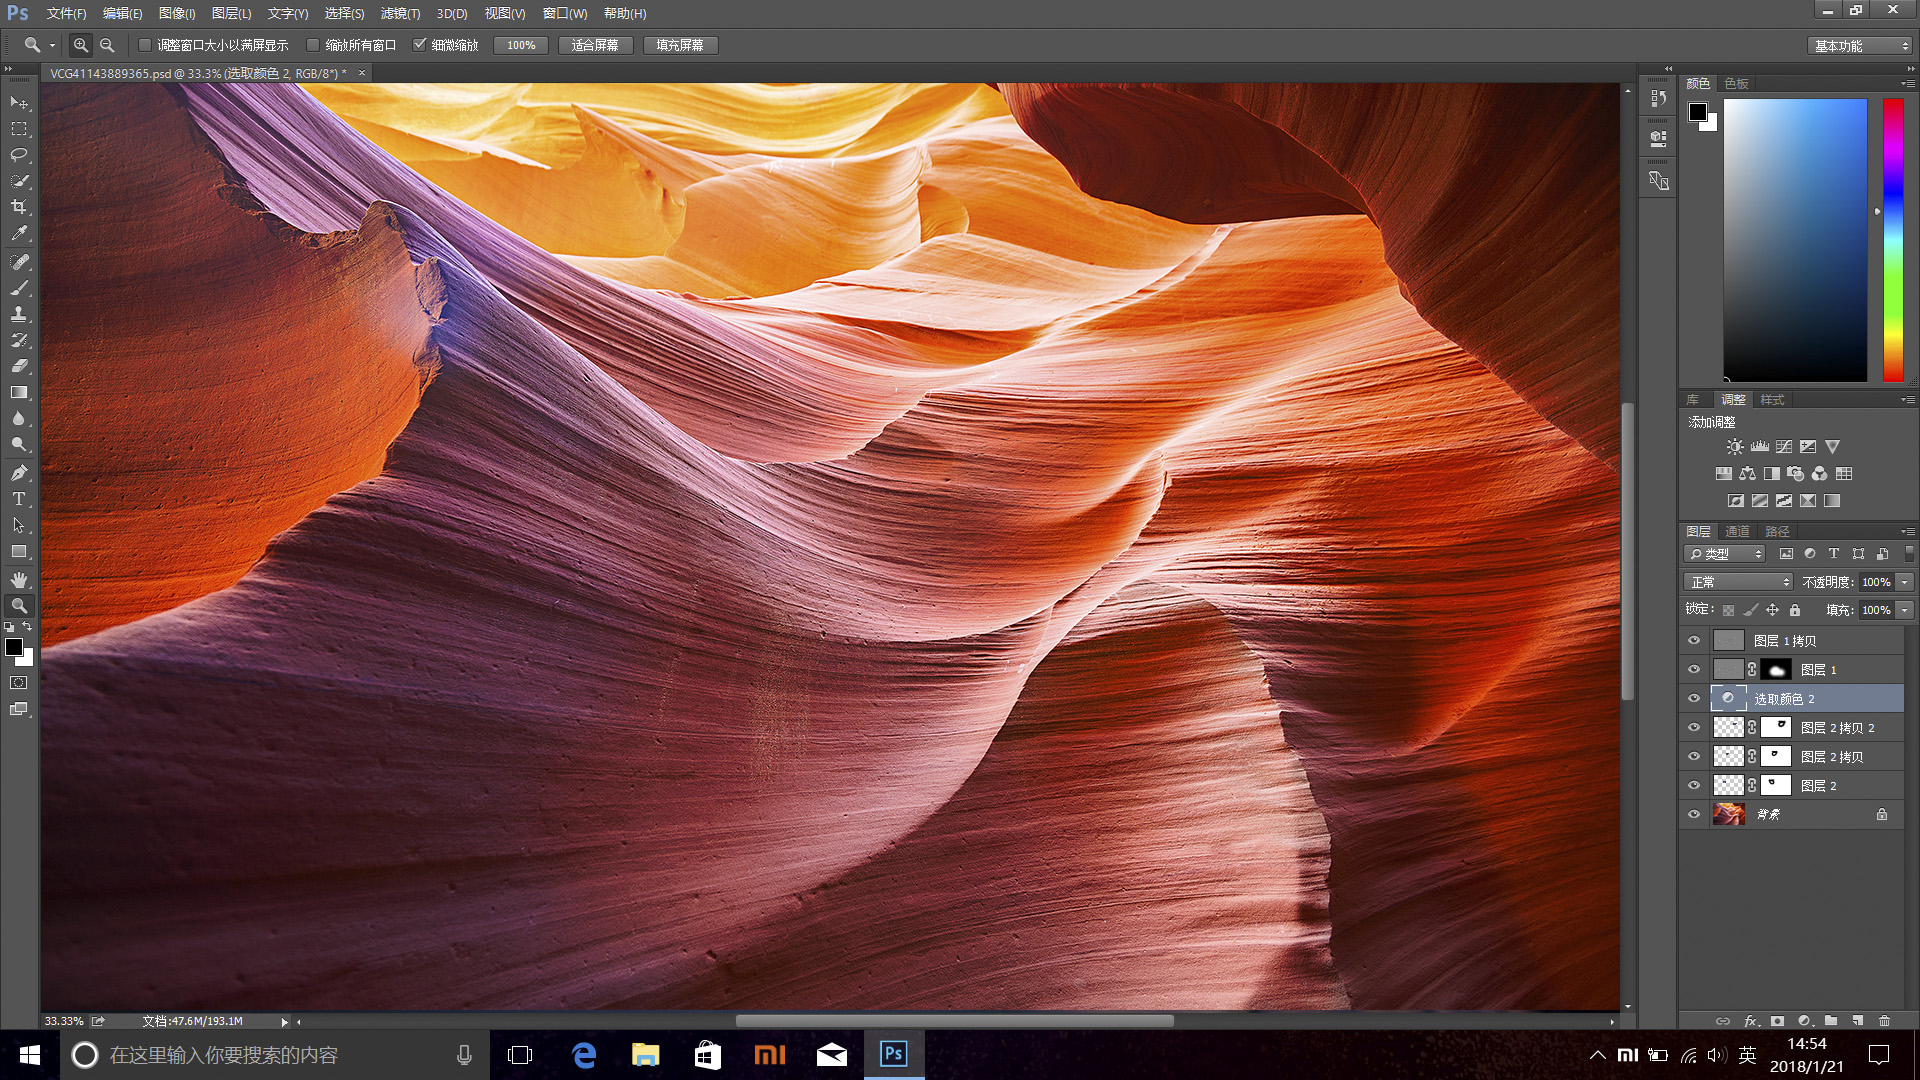 Ps 文件(F) 编辑(E) 图像(I) 图层(L) 文字(Y) 选择(S) 滤镜(T) 3D(D) 视图(V) 窗口(W) 帮助(H)
调整窗口大小以满屏显示 缩放所有窗口 细微缩放 100% 适合屏幕 填充屏幕 基本功能
VCG41143889365.psd @ 33.3% (选取颜色 2, RGB/8*) * ×
颜色 色板
库 调整 样式
添加调整
图层 通道 路径
类型
正常 不透明度: 100%
锁定: 填充: 100%
图层 1 拷贝
图层 1
选取颜色 2
图层 2 拷贝 2
图层 2 拷贝
图层 2
背景
33.33% 文档:47.6M/193.1M
fx
在这里输入你要搜索的内容
mi
Ps
mi
英
14:54
2018/1/21